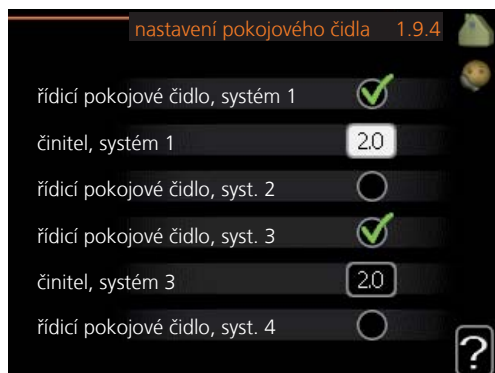 nastavení pokojového čidla 1.9.4
řídicí pokojové čidlo, systém 1
činitel, systém 1 2.0
řídicí pokojové čidlo, syst. 2
řídicí pokojové čidlo, syst. 3
činitel, systém 3 2.0
řídicí pokojové čidlo, syst. 4
?